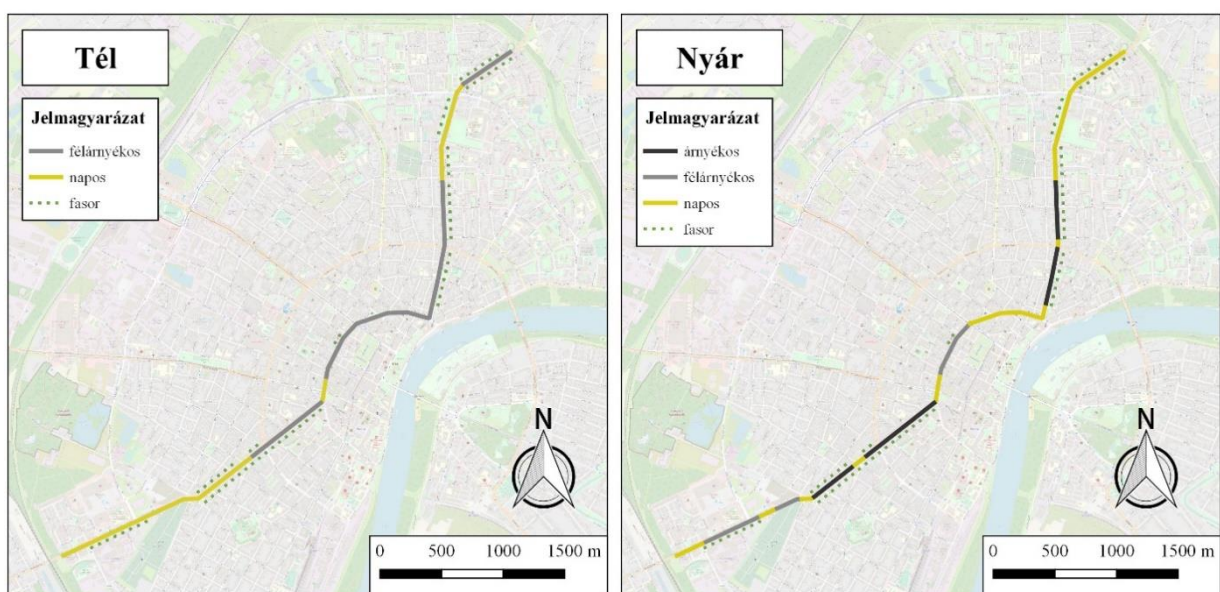 Tél
Jelmagyarázat
félárnyékos
napos
fasor
N
0 500 1000 1500 m
Nyár
Jelmagyarázat
árnyékos
félárnyékos
napos
fasor
N
0 500 1000 1500 m